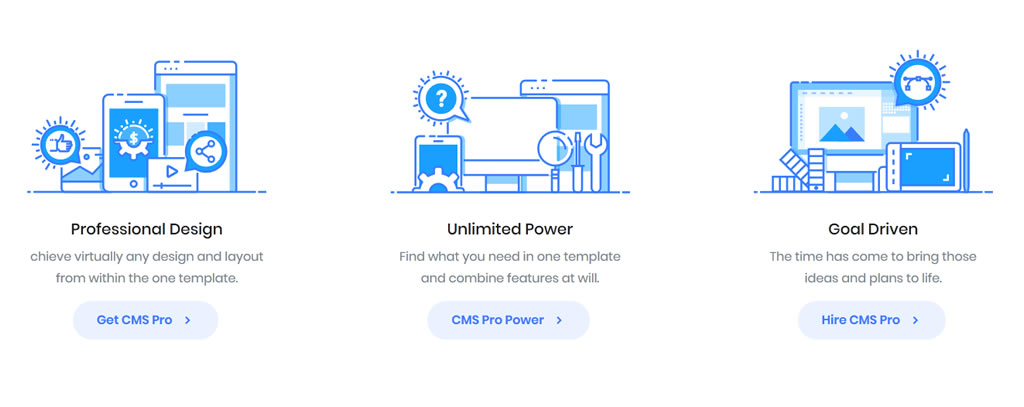 Professional Design
chieve virtually any design and layout
from within the one template.
Get CMS Pro
Unlimited Power
Find what you need in one template
and combine features at will.
CMS Pro Power
Goal Driven
The time has come to bring those
ideas and plans to life.
Hire CMS Pro